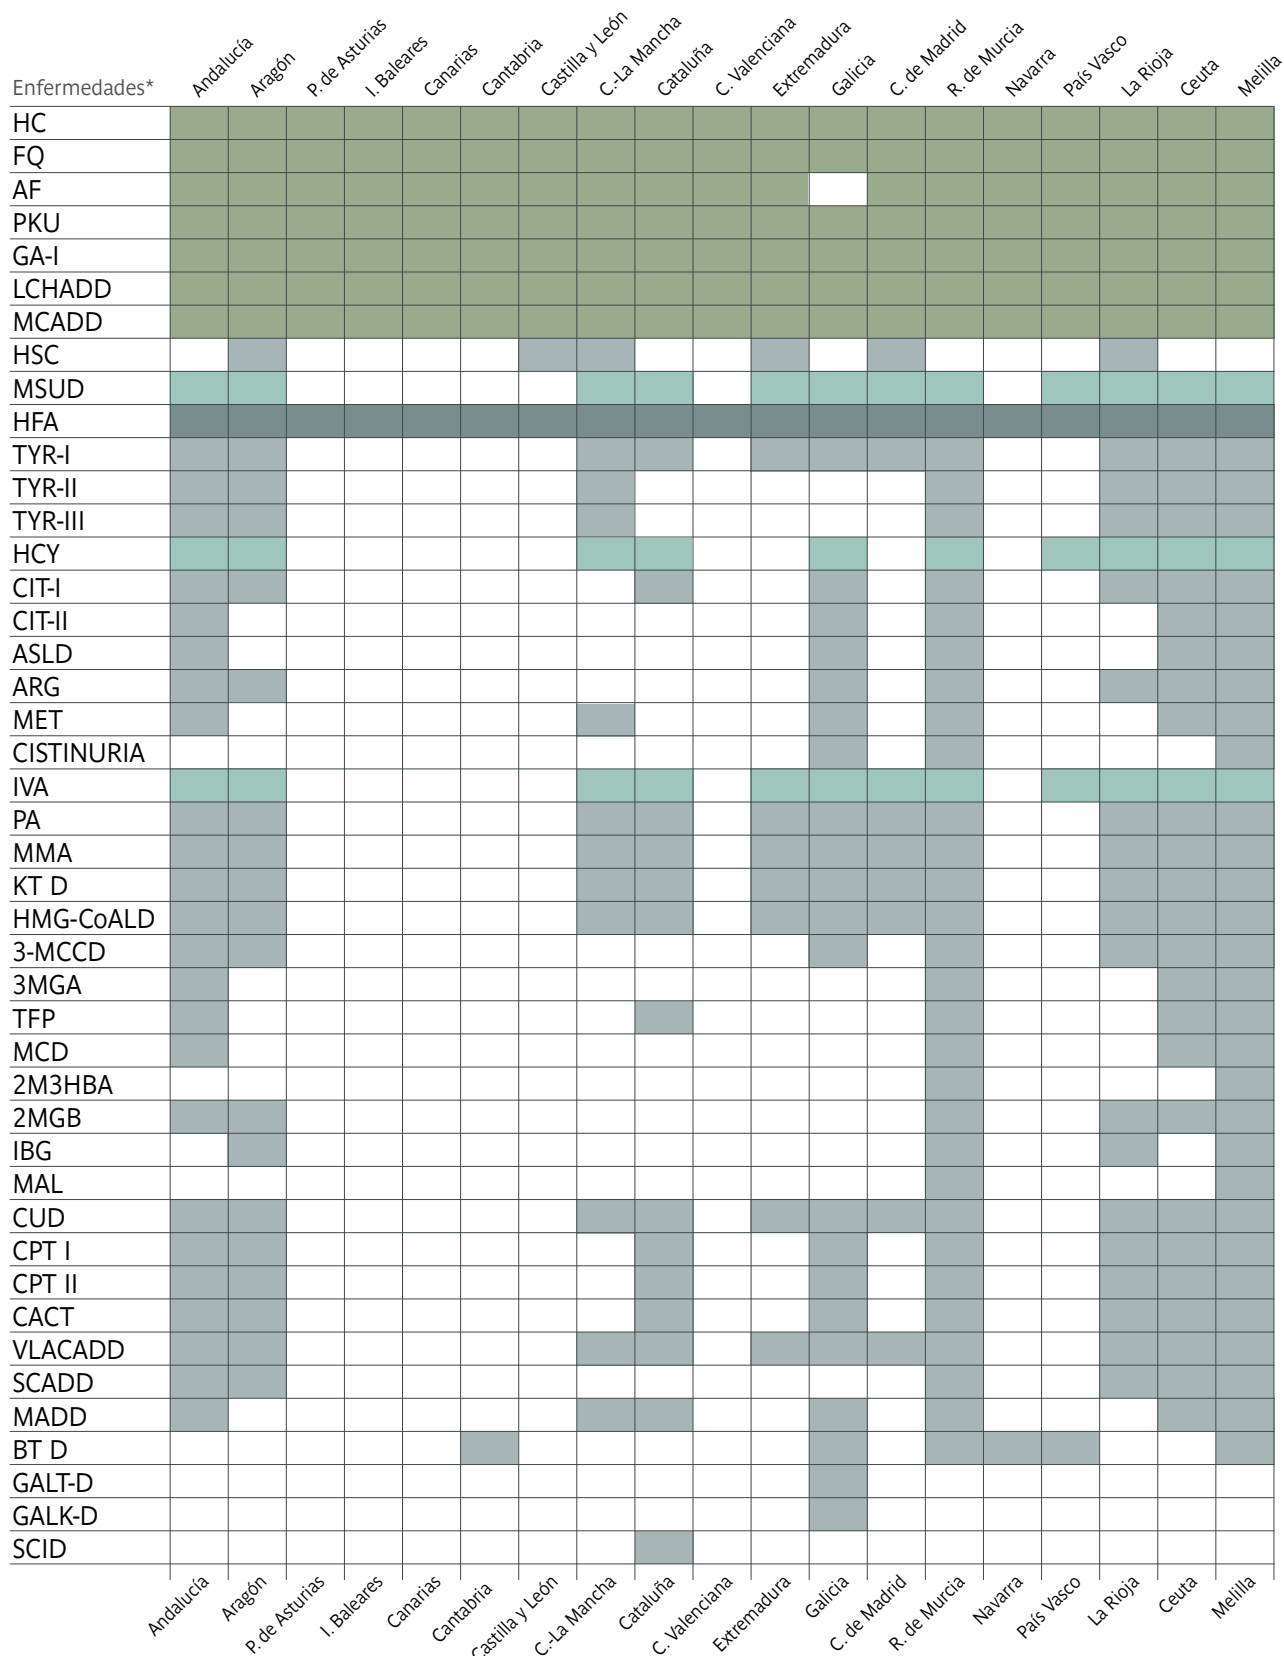 Enfermedades* Andalucía Aragón P. de Asturias I. Baleares Canarias Cantabria Castilla y León C.-La Mancha Cataluña C. Valenciana Extremadura Galicia C. de Madrid R. de Murcia Navarra País Vasco La Rioja Ceuta Melilla
HC
FQ
AF
PKU
GA-I
LCHADD
MCADD
HSC
MSUD
HFA
TYR-I
TYR-II
TYR-III
HCY
CIT-I
CIT-II
ASLD
ARG
MET
CISTINURIA
IVA
PA
MMA
KT D
HMG-CoALD
3-MCCD
3MGA
TFP
MCD
2M3HBA
2MGB
IBG
MAL
CUD
CPT I
CPT II
CACT
VLACADD
SCADD
MADD
BT D
GALT-D
GALK-D
SCID
Andalucía Aragón P. de Asturias I. Baleares Canarias Cantabria Castilla y León C.-La Mancha Cataluña C. Valenciana Extremadura Galicia C. de Madrid R. de Murcia Navarra País Vasco La Rioja Ceuta Melilla